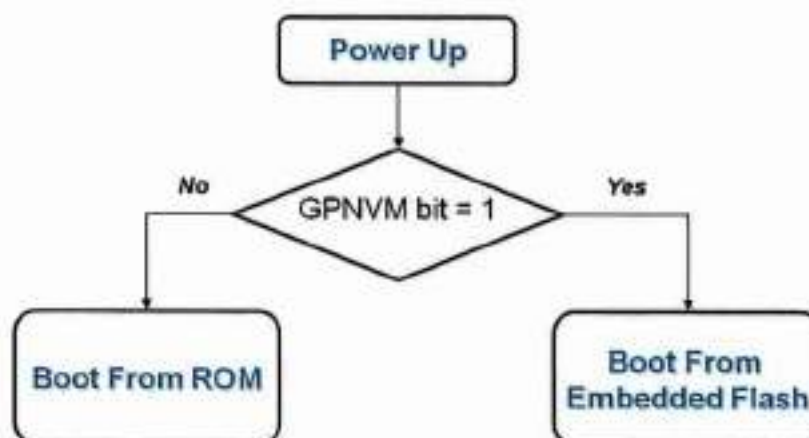 Power Up
No
GPNVM bit = 1
Yes
Boot From ROM
Boot From
Embedded Flash